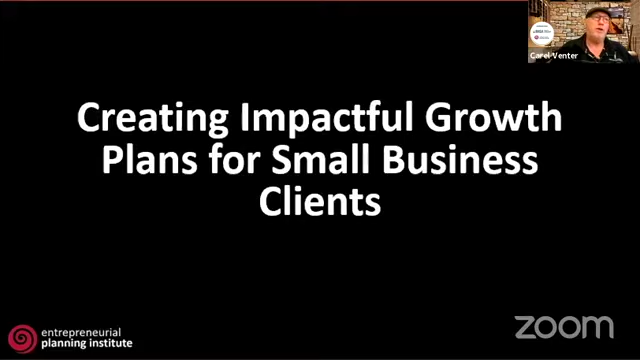 Carel Venter
Creating Impactful Growth
Plans for Small Business
Clients
entrepreneurial
planning institute
zoom